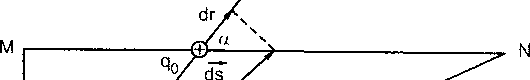 dr
M α N
q₀ ds